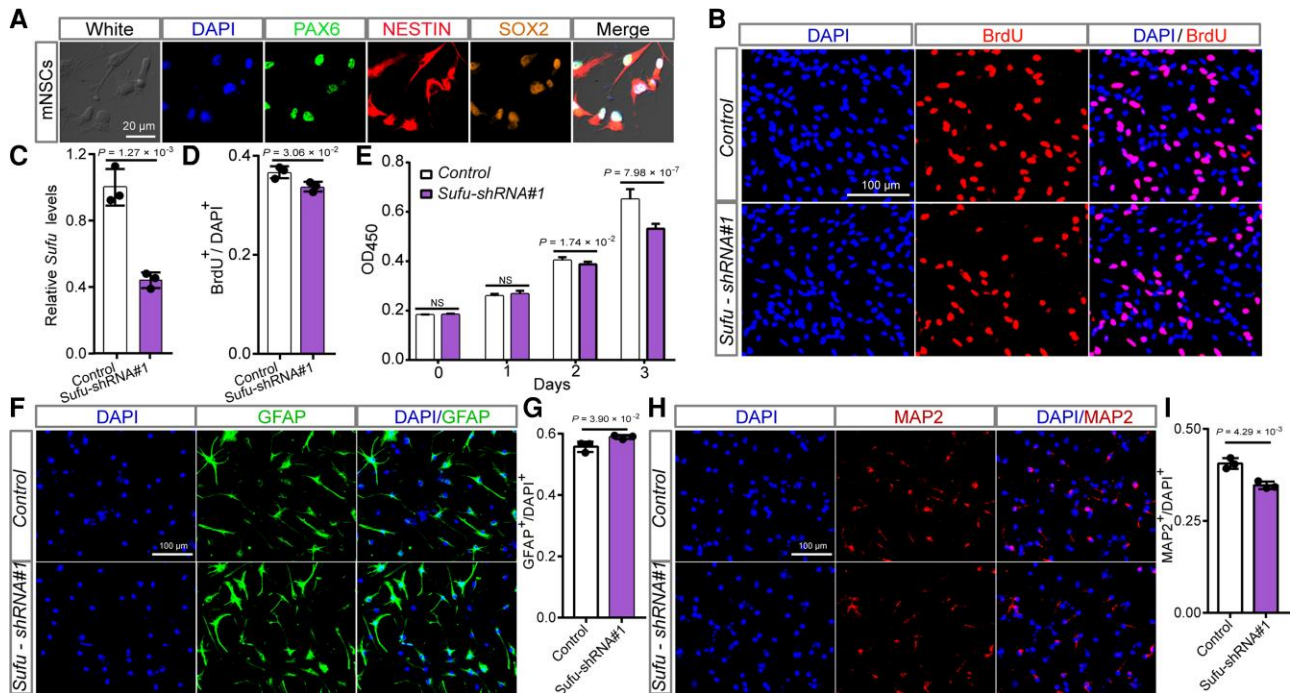 A
White DAPI PAX6 NESTIN SOX2 Merge
mNSCs
20 µm
B
DAPI BrdU DAPI/BrdU
Control
100 µm
Sufu - shRNA#1
C
P = 1.27 × 10⁻³
Relative Sufu levels
1.2
0.8
0.4
0.0
Control
Sufu-shRNA#1
D
P = 3.06 × 10⁻²
BrdU⁺ / DAPI⁺
0.4
0.2
0.0
Control
Sufu-shRNA#1
E
Control
Sufu-shRNA#1
OD450
0.8
0.6
0.4
0.2
0.0
NS
NS
P = 1.74 × 10⁻²
P = 7.98 × 10⁻⁷
0 1 2 3
Days
F
DAPI GFAP DAPI/GFAP
Control
100 µm
Sufu - shRNA#1
G
P = 3.90 × 10⁻²
GFAP⁺/DAPI⁺
0.6
0.3
0.0
Control
Sufu-shRNA#1
H
DAPI MAP2 DAPI/MAP2
Control
100 µm
Sufu - shRNA#1
I
P = 4.29 × 10⁻³
MAP2⁺/DAPI⁺
0.50
0.25
0.00
Control
Sufu-shRNA#1